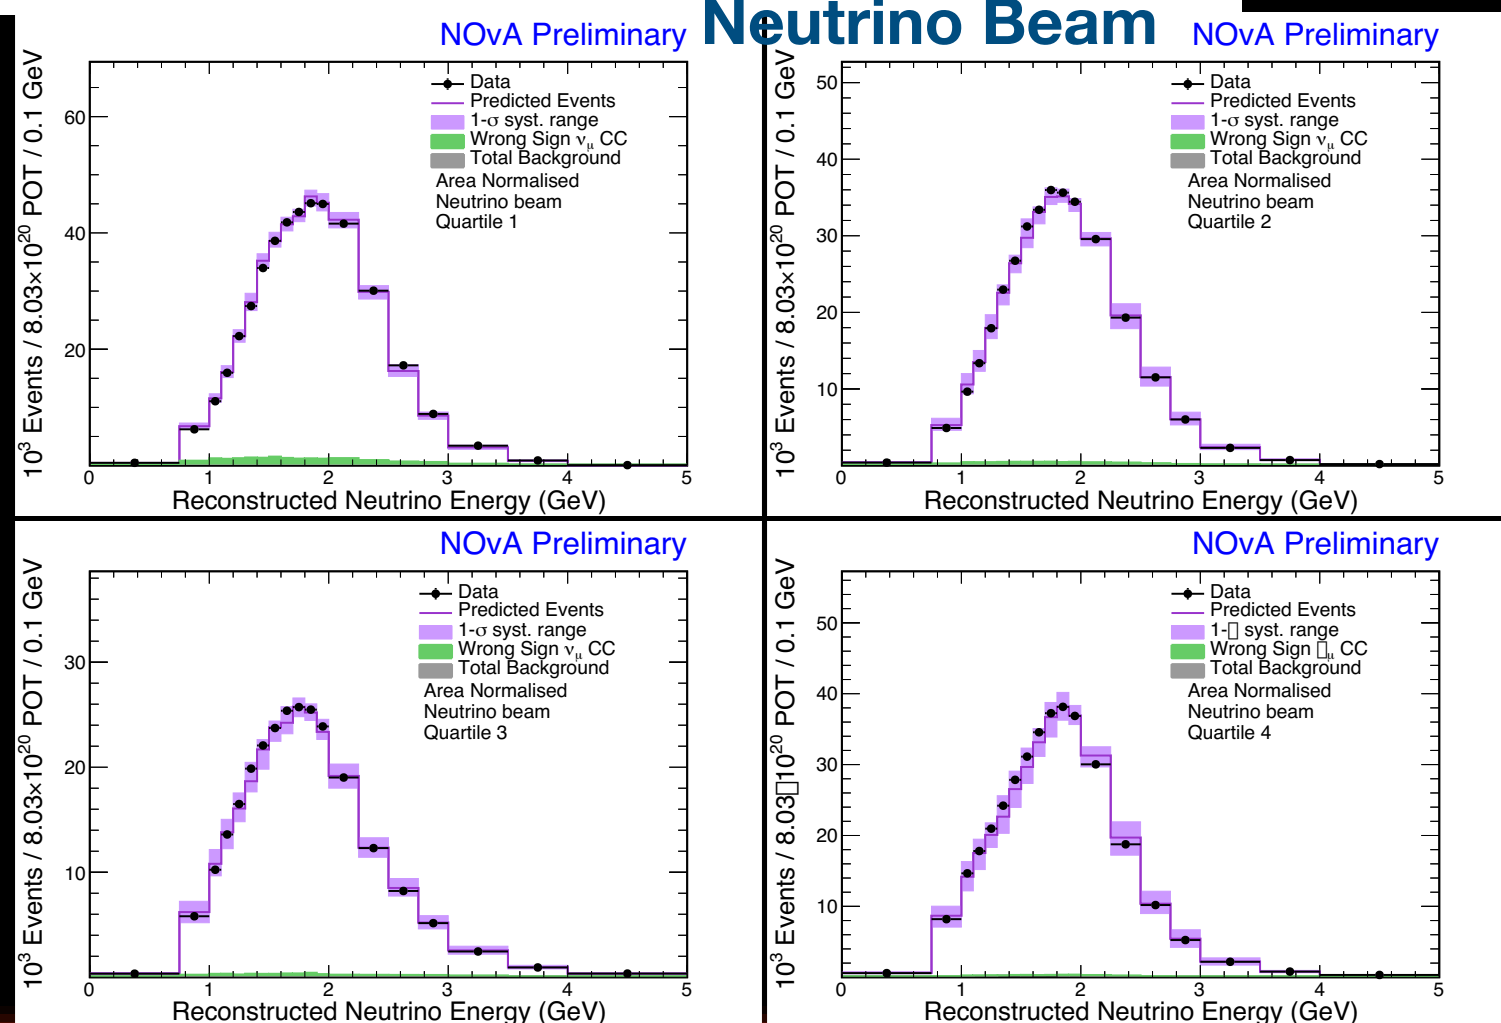 Neutrino Beam
NOvA Preliminary
10³ Events / 8.03×10²⁰ POT / 0.1 GeV
60
40
20
Data
Predicted Events
1-σ syst. range
Wrong Sign νμ CC
Total Background
Area Normalised
Neutrino beam
Quartile 1
0 1 2 3 4 5
Reconstructed Neutrino Energy (GeV)
NOvA Preliminary
10³ Events / 8.03×10²⁰ POT / 0.1 GeV
50
40
30
20
10
Data
Predicted Events
1-σ syst. range
Wrong Sign νμ CC
Total Background
Area Normalised
Neutrino beam
Quartile 2
0 1 2 3 4 5
Reconstructed Neutrino Energy (GeV)
NOvA Preliminary
10³ Events / 8.03×10²⁰ POT / 0.1 GeV
30
20
10
Data
Predicted Events
1-σ syst. range
Wrong Sign νμ CC
Total Background
Area Normalised
Neutrino beam
Quartile 3
0 1 2 3 4 5
Reconstructed Neutrino Energy (GeV)
NOvA Preliminary
10³ Events / 8.03▯10²⁰ POT / 0.1 GeV
50
40
30
20
10
Data
Predicted Events
1-▯ syst. range
Wrong Sign ▯μ CC
Total Background
Area Normalised
Neutrino beam
Quartile 4
0 1 2 3 4 5
Reconstructed Neutrino Energy (GeV)